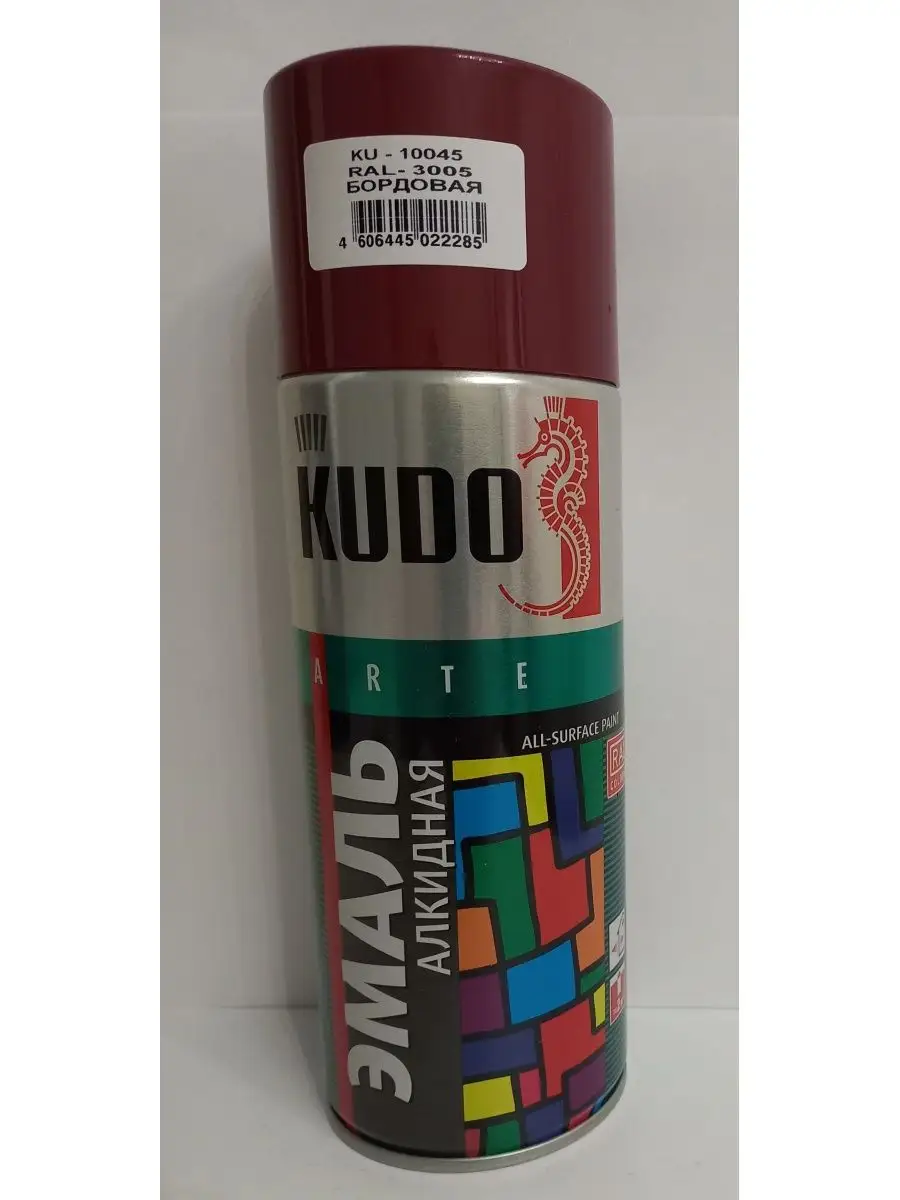 KU - 10045
RAL- 3005
БОРДОВАЯ
4 606445 022285
KUDO
ARTE
ALL-SURFACE PAINT
ЭМАЛЬ
АЛКИДНАЯ